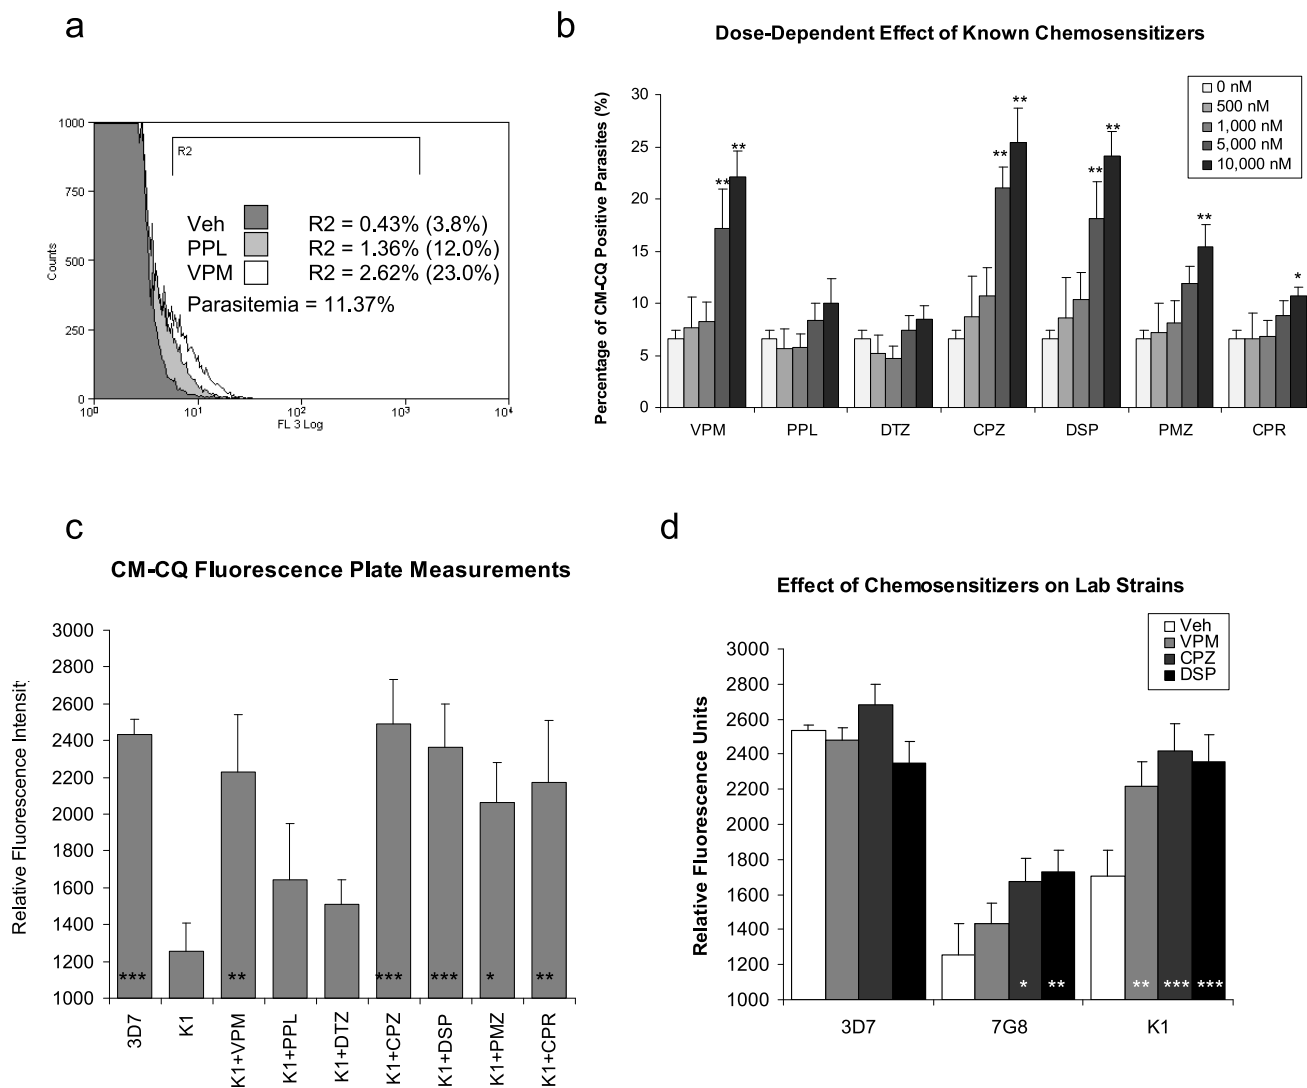 a
1000
750
500
250
0
Counts
R2
Veh R2 = 0.43% (3.8%)
PPL R2 = 1.36% (12.0%)
VPM R2 = 2.62% (23.0%)
Parasitemia = 11.37%
10⁰ 10¹ 10² 10³ 10⁴
FL 3 Log
b
Dose-Dependent Effect of Known Chemosensitizers
Percentage of CM-CQ Positive Parasites (%)
30
25
20
15
10
5
0
0 nM
500 nM
1,000 nM
5,000 nM
10,000 nM
** ** ** ** ** ** ** *
VPM PPL DTZ CPZ DSP PMZ CPR
c
CM-CQ Fluorescence Plate Measurements
Relative Fluorescence Intensit
3000
2800
2600
2400
2200
2000
1800
1600
1400
1200
1000
*** ** *** *** * **
3D7 K1 K1+VPM K1+PPL K1+DTZ K1+CPZ K1+DSP K1+PMZ K1+CPR
d
Effect of Chemosensitizers on Lab Strains
Veh
VPM
CPZ
DSP
Relative Fluorescence Units
3000
2800
2600
2400
2200
2000
1800
1600
1400
1200
1000
* ** ** *** ***
3D7 7G8 K1